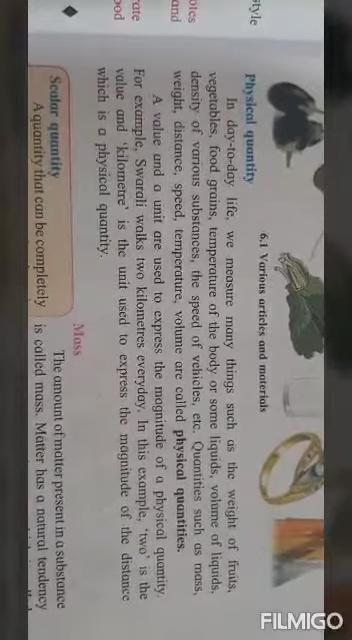 style
otes
and
rate
ood
6.1 Various articles and materials
Physical quantity
In day-to-day life, we measure many things such as the weight of fruits,
vegetables, food grains, temperature of the body or some liquids, volume of liquids,
density of various substances, the speed of vehicles, etc. Quantities such as mass,
weight, distance, speed, temperature, volume are called physical quantities.
A value and a unit are used to express the magnitude of a physical quantity.
For example, Swarali walks two kilometres everyday. In this example, 'two' is the
value and 'kilometre' is the unit used to express the magnitude of the distance
which is a physical quantity.
Scalar quantity
A quantity that can be completely
Mass
The amount of matter present in a substance
is called mass. Matter has a natural tendency
FILMIGO